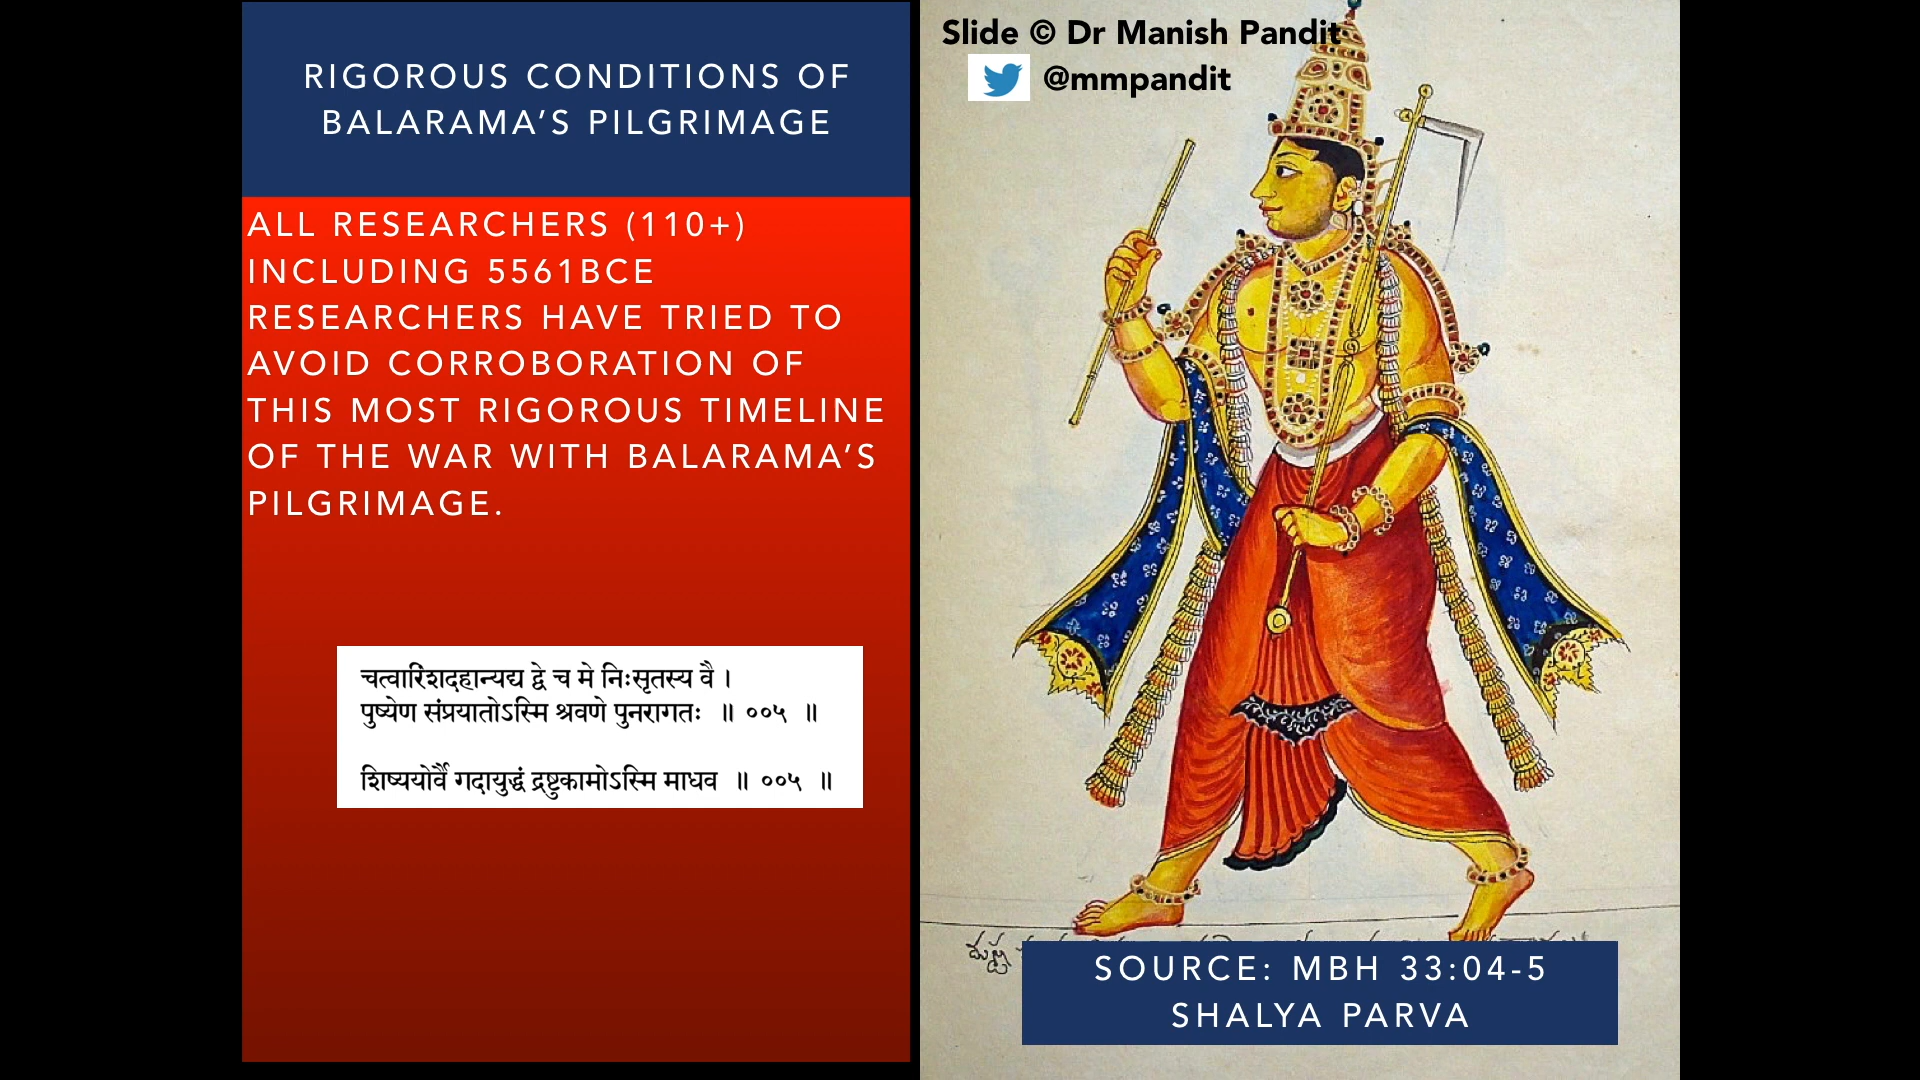 RIGOROUS CONDITIONS OF
BALARAMA’S PILGRIMAGE
ALL RESEARCHERS (110+)
INCLUDING 5561BCE
RESEARCHERS HAVE TRIED TO
AVOID CORROBORATION OF
THIS MOST RIGOROUS TIMELINE
OF THE WAR WITH BALARAMA’S
PILGRIMAGE.
चत्वारिंशदहान्यद्य द्वे च मे निःसृतस्य वै ।
पुष्येण संप्रयातोऽस्मि श्रवणे पुनरागतः ॥ ००५ ॥
शिष्ययोर्वै गदायुद्धं द्रष्टुकामोऽस्मि माधव ॥ ००५ ॥
Slide © Dr Manish Pandit
@mmpandit
SOURCE: MBH 33:04-5
SHALYA PARVA